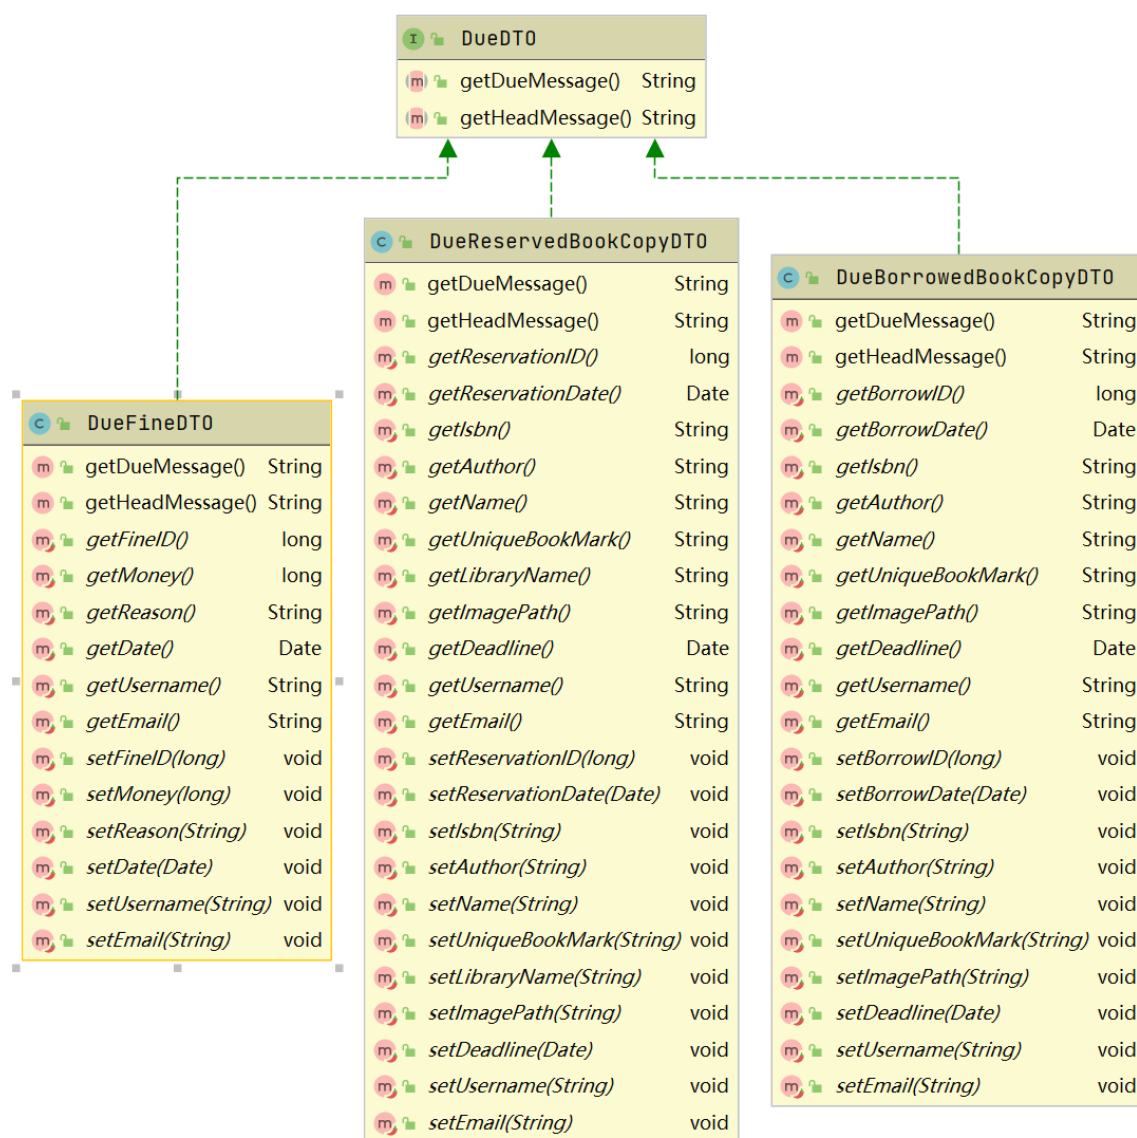 I DueDTO
m getDueMessage() String
m getHeadMessage() String
C DueFineDTO
m getDueMessage() String
m getHeadMessage() String
m getFineID() long
m getMoney() long
m getReason() String
m getDate() Date
m getUsername() String
m getEmail() String
m setFineID(long) void
m setMoney(long) void
m setReason(String) void
m setDate(Date) void
m setUsername(String) void
m setEmail(String) void
C DueReservedBookCopyDTO
m getDueMessage() String
m getHeadMessage() String
m getReservationID() long
m getReservationDate() Date
m getIsbn() String
m getAuthor() String
m getName() String
m getUniqueBookMark() String
m getLibraryName() String
m getImagePath() String
m getDeadline() Date
m getUsername() String
m getEmail() String
m setReservationID(long) void
m setReservationDate(Date) void
m setIsbn(String) void
m setAuthor(String) void
m setName(String) void
m setUniqueBookMark(String) void
m setLibraryName(String) void
m setImagePath(String) void
m setDeadline(Date) void
m setUsername(String) void
m setEmail(String) void
C DueBorrowedBookCopyDTO
m getDueMessage() String
m getHeadMessage() String
m getBorrowID() long
m getBorrowDate() Date
m getIsbn() String
m getAuthor() String
m getName() String
m getUniqueBookMark() String
m getImagePath() String
m getDeadline() Date
m getUsername() String
m getEmail() String
m setBorrowID(long) void
m setBorrowDate(Date) void
m setIsbn(String) void
m setAuthor(String) void
m setName(String) void
m setUniqueBookMark(String) void
m setImagePath(String) void
m setDeadline(Date) void
m setUsername(String) void
m setEmail(String) void